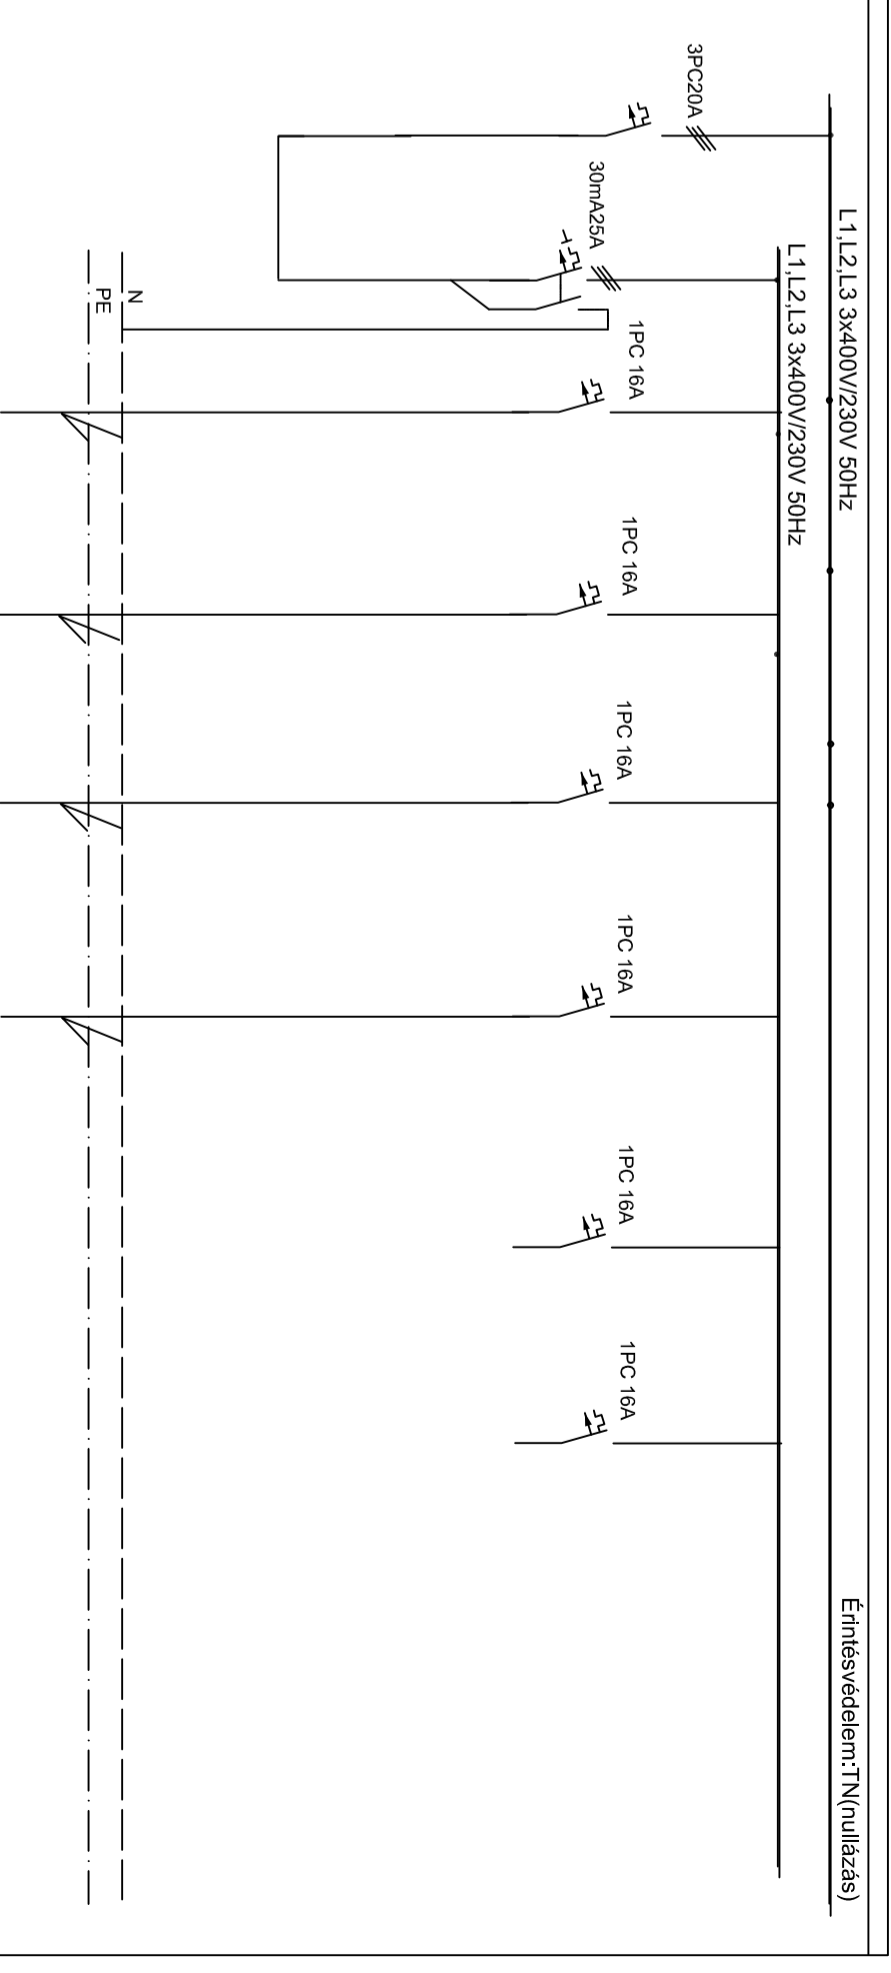 Érintésvédelem:TN(nullázás)
L1,L2,L3 3x400V/230V 50Hz
L1,L2,L3 3x400V/230V 50Hz
3PC20A
30mA25A
1PC 16A
1PC 16A
1PC 16A
1PC 16A
1PC 16A
1PC 16A
N
PE